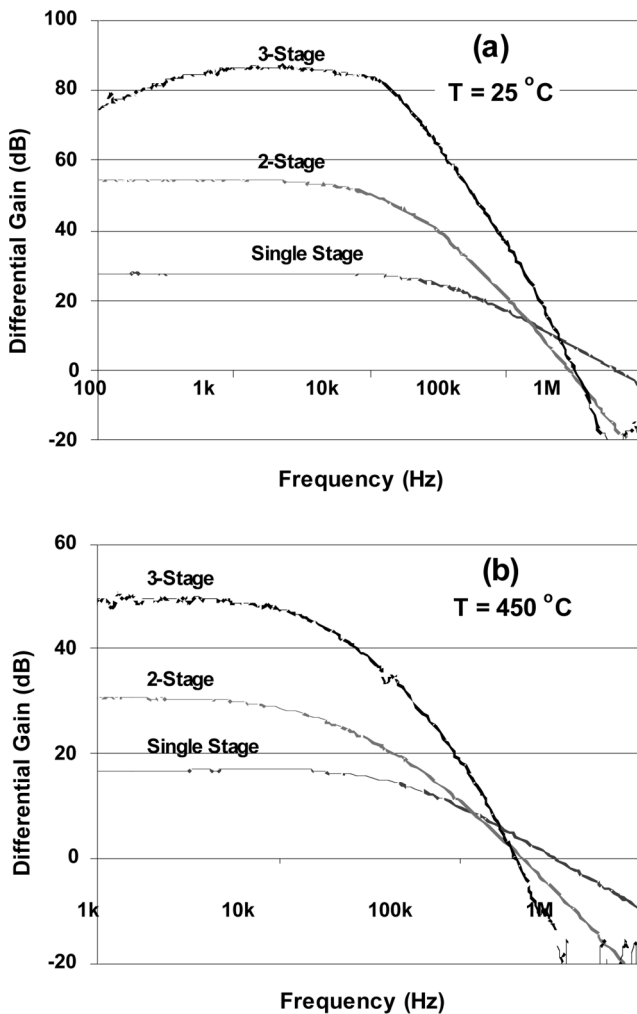 100
(a)
3-Stage
80
T = 25 °C
60
2-Stage
40
Single Stage
20
0
100
1k
10k
100k
1M
-20
Differential Gain (dB)
Frequency (Hz)
60
(b)
3-Stage
T = 450 °C
40
2-Stage
20
Single Stage
0
1k
10k
100k
1M
-20
Differential Gain (dB)
Frequency (Hz)